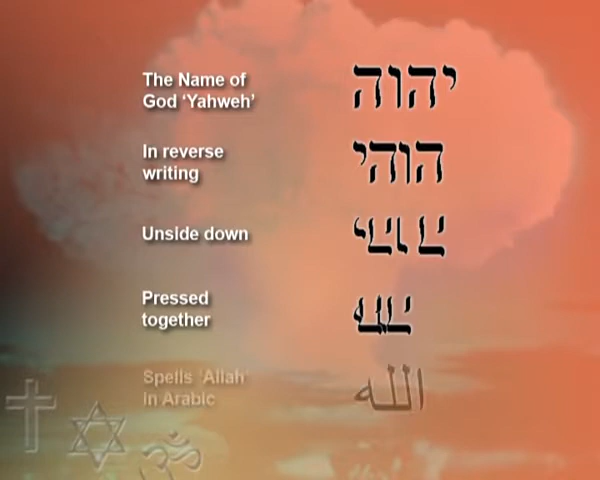 The Name of
God ‘Yahweh’
יהוה
In reverse
writing
הוהי
Unside down
Pressed
together
Spells ‘Allah’
in Arabic
الله